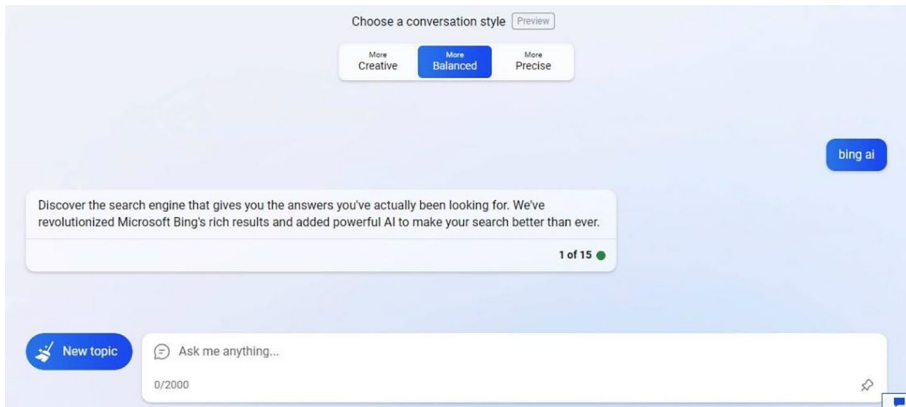 Choose a conversation style Preview
More
Creative
More
Balanced
More
Precise
bing ai
Discover the search engine that gives you the answers you've actually been looking for. We've
revolutionized Microsoft Bing's rich results and added powerful AI to make your search better than ever.
1 of 15
New topic
Ask me anything...
0/2000